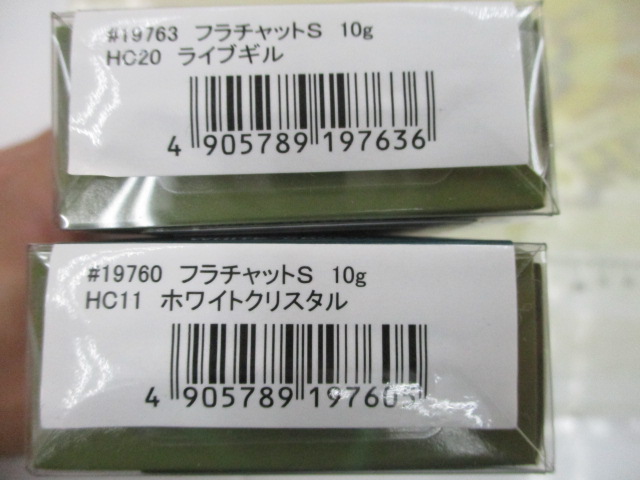 #19763 フラチャットS 10g
HC20 ライブギル
4 905789 197636
#19760 フラチャットS 10g
HC11 ホワイトクリスタル
4 905789 197605